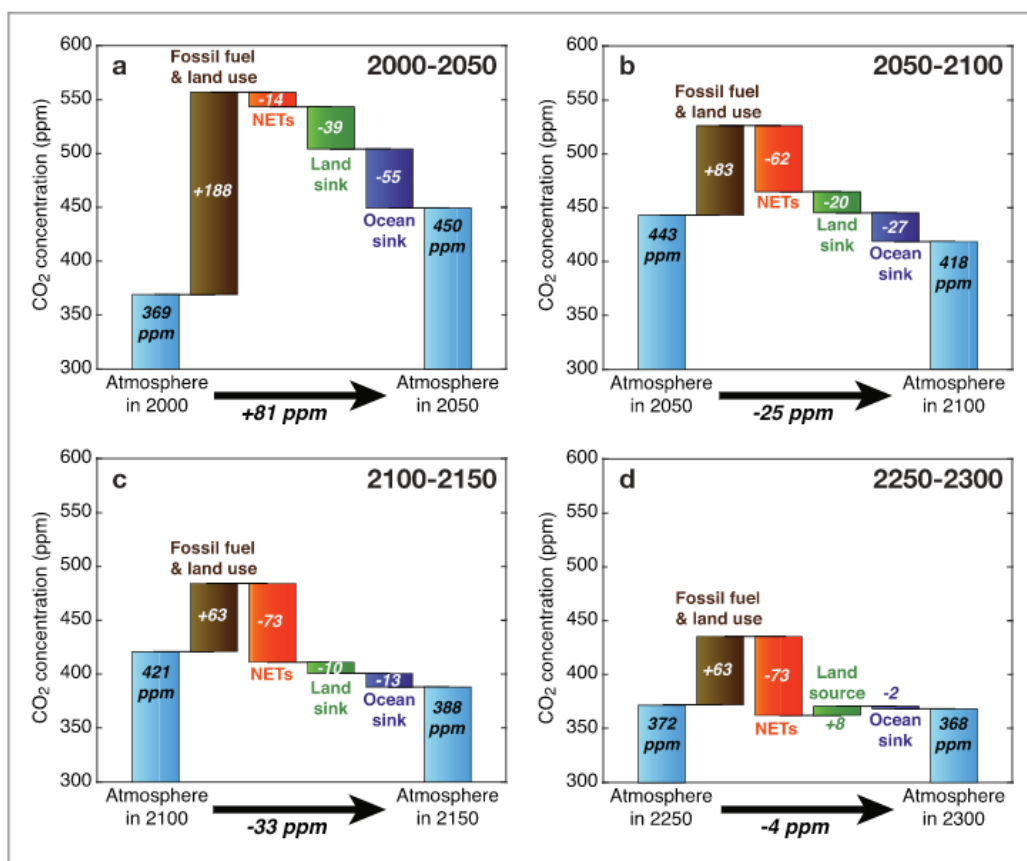 a
2000-2050
Fossil fuel
& land use
CO2 concentration (ppm)
600
550
500
450
400
350
300
369
ppm
+188
-14
NETs
-39
Land
sink
-55
Ocean
sink
450
ppm
Atmosphere
in 2000
+81 ppm
Atmosphere
in 2050
b
2050-2100
Fossil fuel
& land use
CO2 concentration (ppm)
600
550
500
450
400
350
300
443
ppm
+83
-62
NETs
-20
Land
sink
-27
Ocean
sink
418
ppm
Atmosphere
in 2050
-25 ppm
Atmosphere
in 2100
c
2100-2150
Fossil fuel
& land use
CO2 concentration (ppm)
600
550
500
450
400
350
300
421
ppm
+63
-73
NETs
-10
Land
sink
-13
Ocean
sink
388
ppm
Atmosphere
in 2100
-33 ppm
Atmosphere
in 2150
d
2250-2300
Fossil fuel
& land use
CO2 concentration (ppm)
600
550
500
450
400
350
300
372
ppm
+63
-73
NETs
Land
source
+8
-2
Ocean
sink
368
ppm
Atmosphere
in 2250
-4 ppm
Atmosphere
in 2300